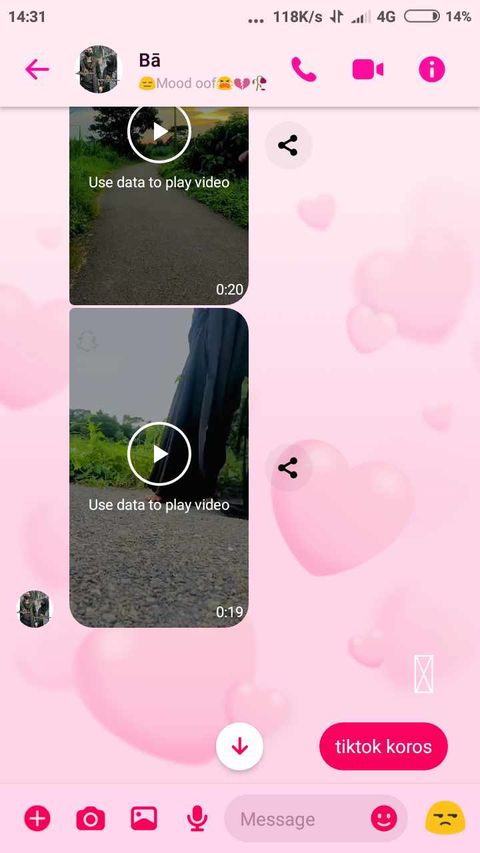 14:31 ... 118K/s 4G 14%
Bā
😑Mood oof😫💔🥀
Use data to play video
0:20
Use data to play video
0:19
tiktok koros
Message